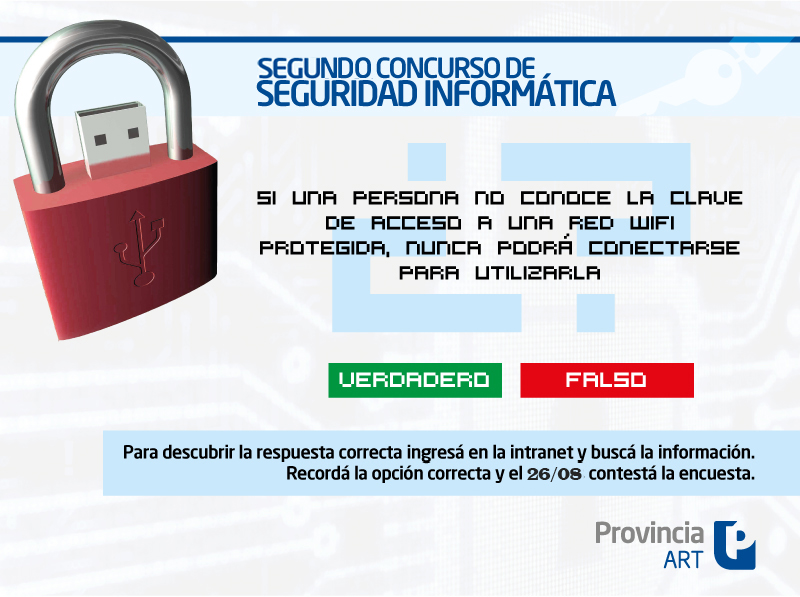 SEGUNDO CONCURSO DE
SEGURIDAD INFORMÁTICA
SI UNA PERSONA NO CONOCE LA CLAVE
DE ACCESO A UNA RED WIFI
PROTEGIDA, NUNCA PODRÁ CONECTARSE
PARA UTILIZARLA
VERDADERO
FALSO
Para descubrir la respuesta correcta ingresá en la intranet y buscá la información.
Recordá la opción correcta y el 26/08 contestá la encuesta.
Provincia
ART